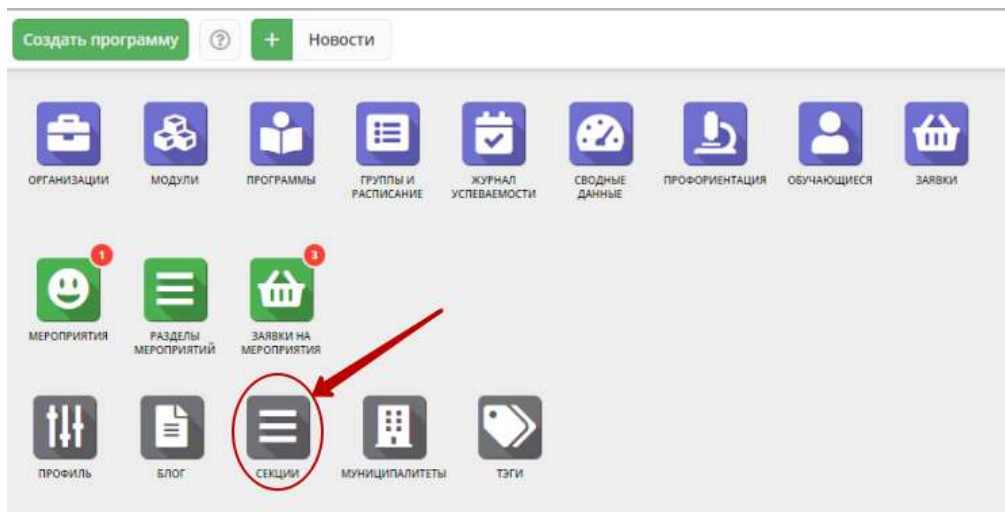 Создать программу ? + Новости
ОРГАНИЗАЦИИ МОДУЛИ ПРОГРАММЫ ГРУППЫ И РАСПИСАНИЕ ЖУРНАЛ УСПЕВАЕМОСТИ СВОДНЫЕ ДАННЫЕ ПРОФОРИЕНТАЦИЯ ОБУЧАЮЩИЕСЯ ЗАЯВКИ
1 3
МЕРОПРИЯТИЯ РАЗДЕЛЫ МЕРОПРИЯТИЙ ЗАЯВКИ НА МЕРОПРИЯТИЯ
ПРОФИЛЬ БЛОГ СЕКЦИИ МУНИЦИПАЛИТЕТЫ ТЭГИ